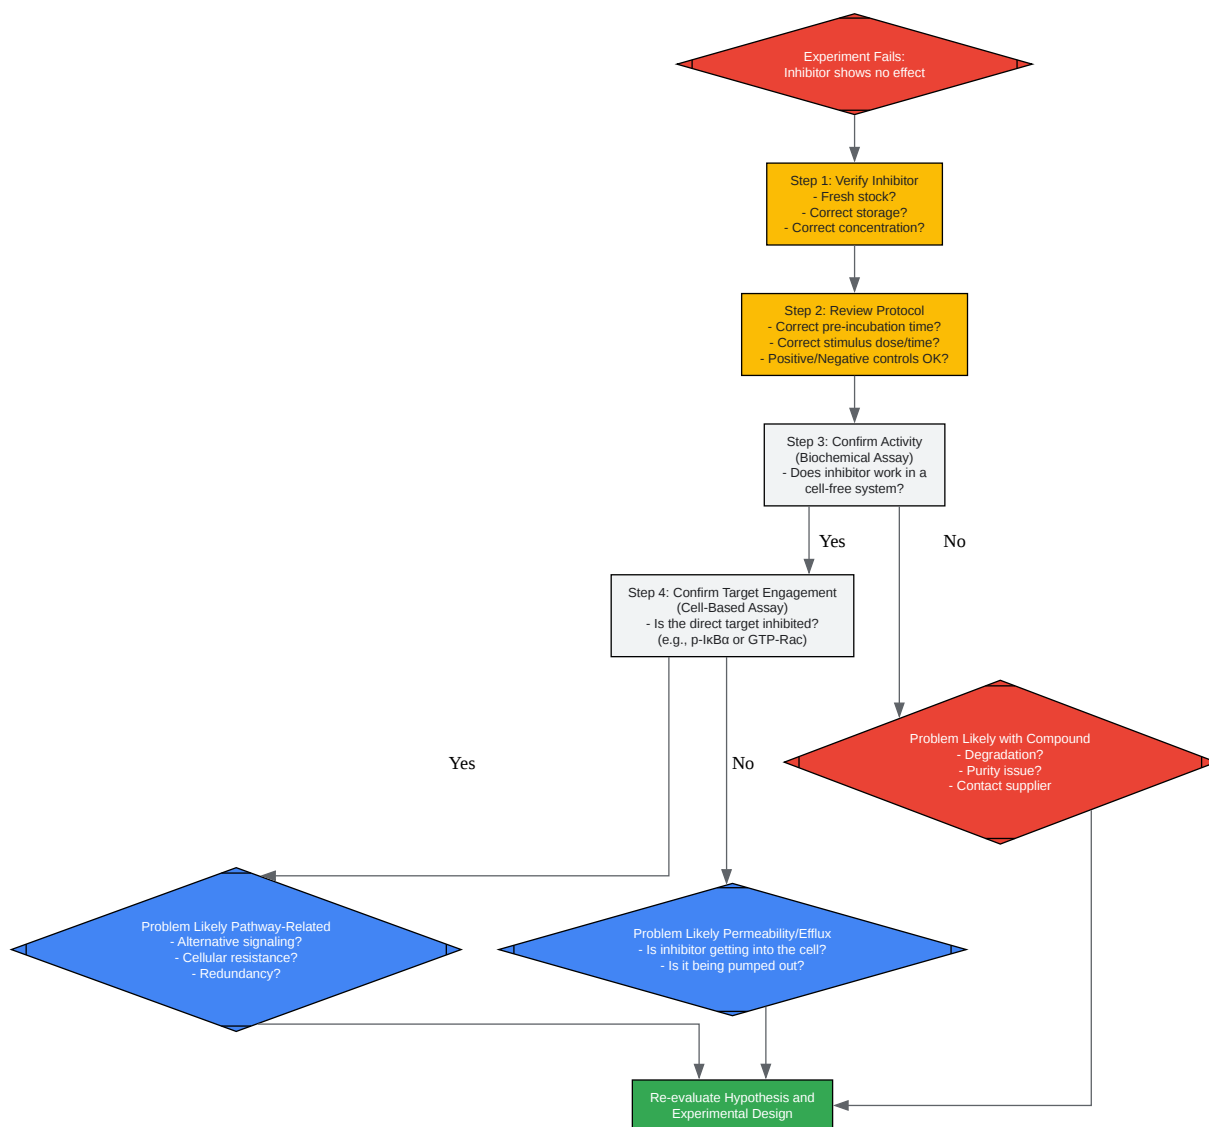 Experiment Fails:
Inhibitor shows no effect
Step 1: Verify Inhibitor
- Fresh stock?
- Correct storage?
- Correct concentration?
Step 2: Review Protocol
- Correct pre-incubation time?
- Correct stimulus dose/time?
- Positive/Negative controls OK?
Step 3: Confirm Activity
(Biochemical Assay)
- Does inhibitor work in a
cell-free system?
Yes
No
Step 4: Confirm Target Engagement
(Cell-Based Assay)
- Is the direct target inhibited?
(e.g., p-IκBα or GTP-Rac)
Yes
No
Problem Likely with Compound
- Degradation?
- Purity issue?
- Contact supplier
Problem Likely Pathway-Related
- Alternative signaling?
- Cellular resistance?
- Redundancy?
Problem Likely Permeability/Efflux
- Is inhibitor getting into the cell?
- Is it being pumped out?
Re-evaluate Hypothesis and
Experimental Design